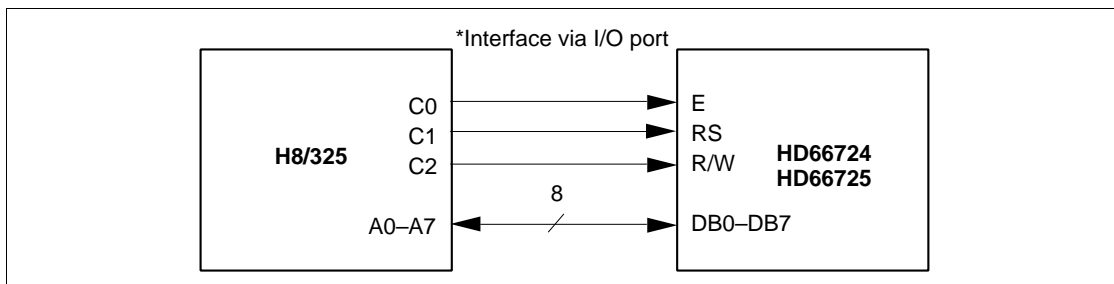 *Interface via I/O port
H8/325
C0
C1
C2
A0–A7
8
E
RS
R/W
DB0–DB7
HD66724
HD66725